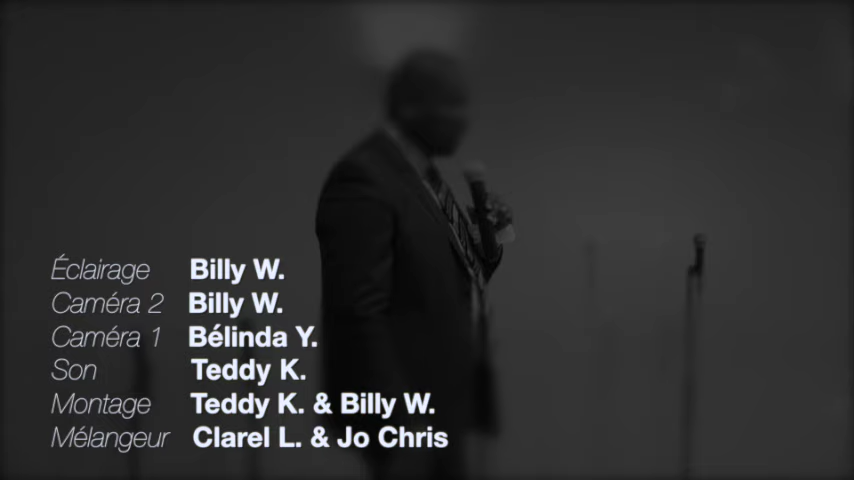 Éclairage Billy W.
Caméra 2 Billy W.
Caméra 1 Bélinda Y.
Son Teddy K.
Montage Teddy K. & Billy W.
Mélangeur Clarel L. & Jo Chris